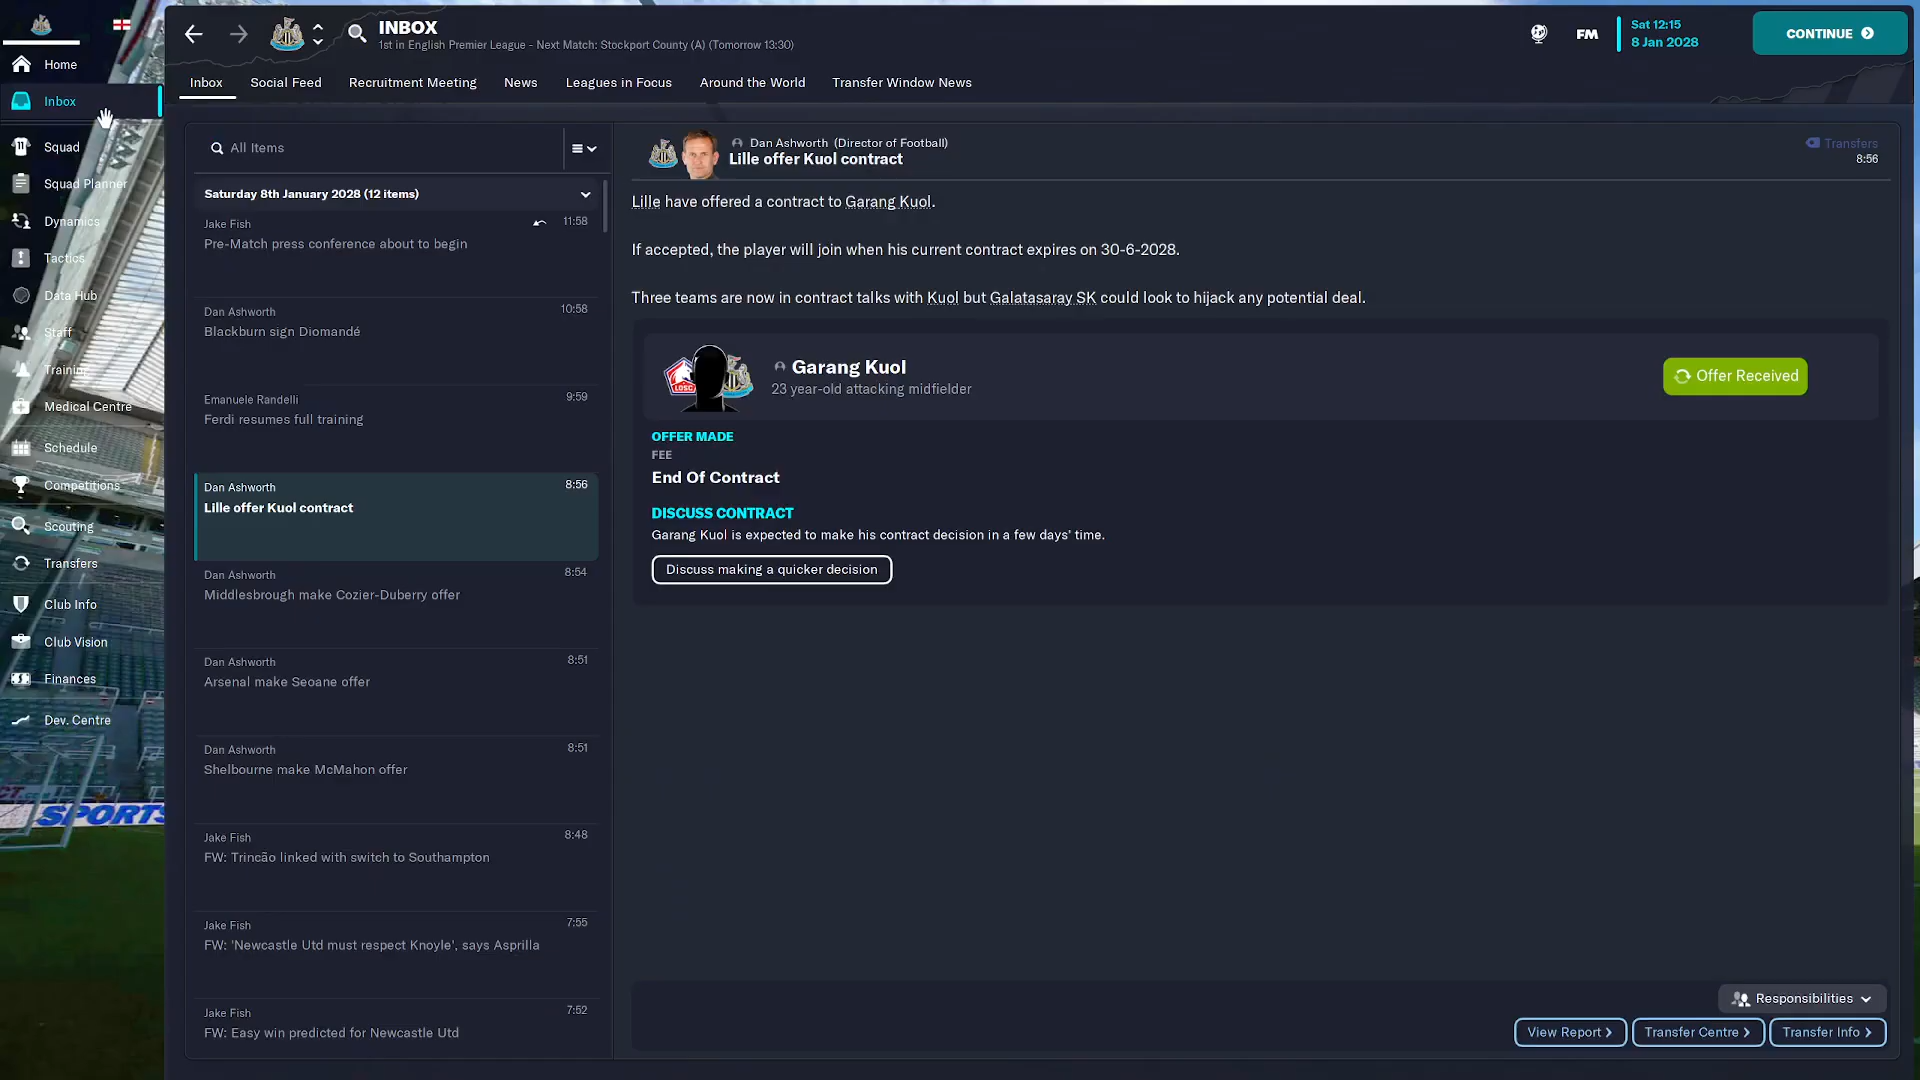 INBOX
1st in English Premier League - Next Match: Stockport County (A) (Tomorrow 13:30)
FM
Sat 12:15
8 Jan 2028
CONTINUE
Home
Inbox
Squad
Squad Planner
Dynamics
Tactics
Data Hub
Staff
Training
Medical Centre
Schedule
Competitions
Scouting
Transfers
Club Info
Club Vision
Finances
Dev. Centre
SPORTS
Inbox
Social Feed
Recruitment Meeting
News
Leagues in Focus
Around the World
Transfer Window News
All Items
Saturday 8th January 2028 (12 items)
Jake Fish 11:58
Pre-Match press conference about to begin
Dan Ashworth 10:58
Blackburn sign Diomandé
Emanuele Randelli 9:59
Ferdi resumes full training
Dan Ashworth 8:56
Lille offer Kuol contract
Dan Ashworth 8:54
Middlesbrough make Cozier-Duberry offer
Dan Ashworth 8:51
Arsenal make Seoane offer
Dan Ashworth 8:51
Shelbourne make McMahon offer
Jake Fish 8:48
FW: Trincão linked with switch to Southampton
Jake Fish 7:55
FW: 'Newcastle Utd must respect Knoyle', says Asprilla
Jake Fish 7:52
FW: Easy win predicted for Newcastle Utd
Dan Ashworth (Director of Football)
Lille offer Kuol contract
Transfers
8:56
Lille have offered a contract to Garang Kuol.
If accepted, the player will join when his current contract expires on 30-6-2028.
Three teams are now in contract talks with Kuol but Galatasaray SK could look to hijack any potential deal.
LOSC
Garang Kuol
23 year-old attacking midfielder
Offer Received
OFFER MADE
FEE
End Of Contract
DISCUSS CONTRACT
Garang Kuol is expected to make his contract decision in a few days' time.
Discuss making a quicker decision
Responsibilities
View Report
Transfer Centre
Transfer Info